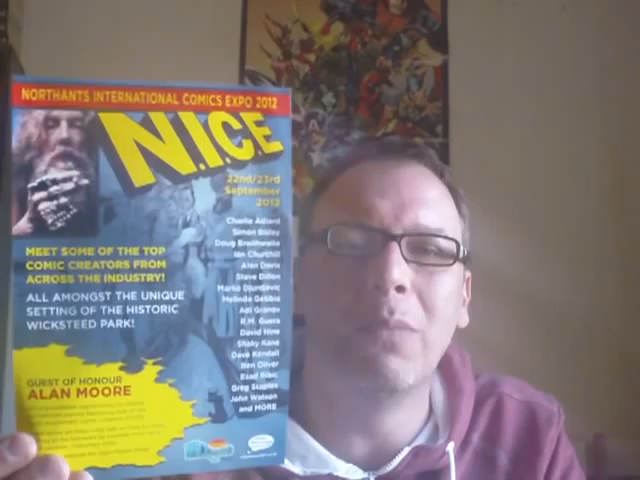 NORTHANTS INTERNATIONAL COMICS EXPO 2012
N.I.C.E
22nd/23rd
September
2012
Charlie Adlard
Simon Bisley
Doug Braithwaite
Ian Churchill
Alan Davis
Steve Dillon
Marko Djurdjevic
Melinda Gebbie
Adi Granov
R.M. Guera
David Hine
Shaky Kane
Dave Kendall
Ben Oliver
Esad Ribic
Greg Staples
John Watson
and MORE
MEET SOME OF THE TOP
COMIC CREATORS FROM
ACROSS THE INDUSTRY!
ALL AMONGST THE UNIQUE
SETTING OF THE HISTORIC
WICKSTEED PARK!
GUEST OF HONOUR
ALAN MOORE